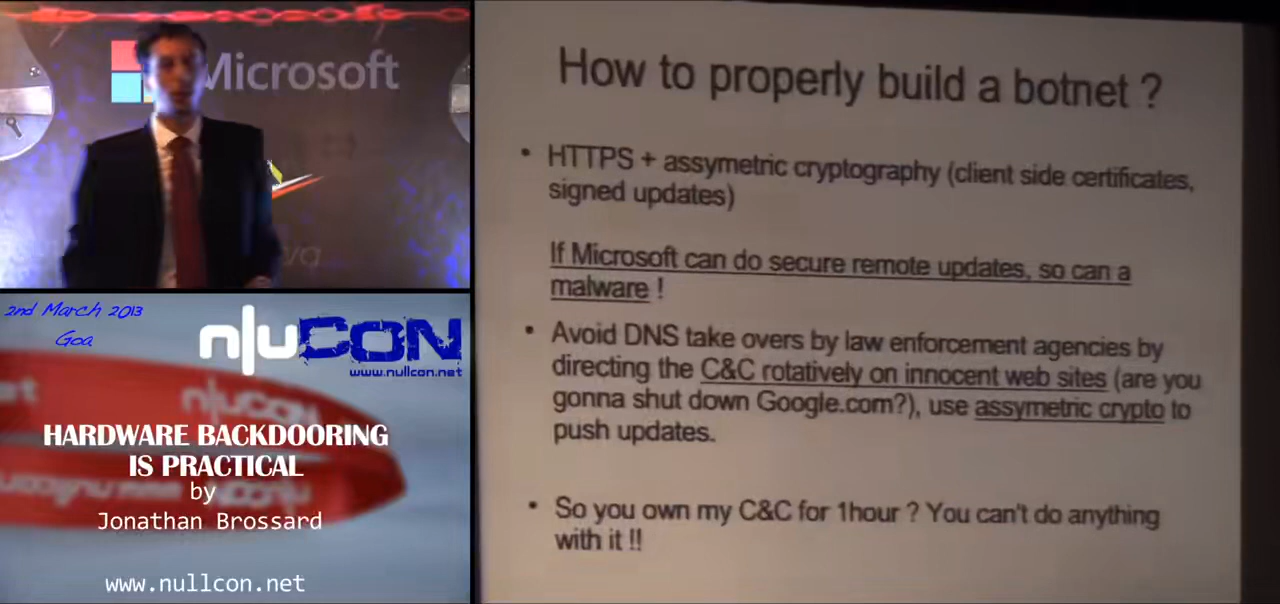 Microsoft
2nd March 2013
Goa
n|u
CON
www.nullcon.net
HARDWARE BACKDOORING
IS PRACTICAL
by
Jonathan Brossard
www.nullcon.net
How to properly build a botnet ?
• HTTPS + assymetric cryptography (client side certificates,
signed updates)
If Microsoft can do secure remote updates, so can a
malware !
• Avoid DNS take overs by law enforcement agencies by
directing the C&C rotatively on innocent web sites (are you
gonna shut down Google.com?), use assymetric crypto to
push updates.
• So you own my C&C for 1hour ? You can't do anything
with it !!